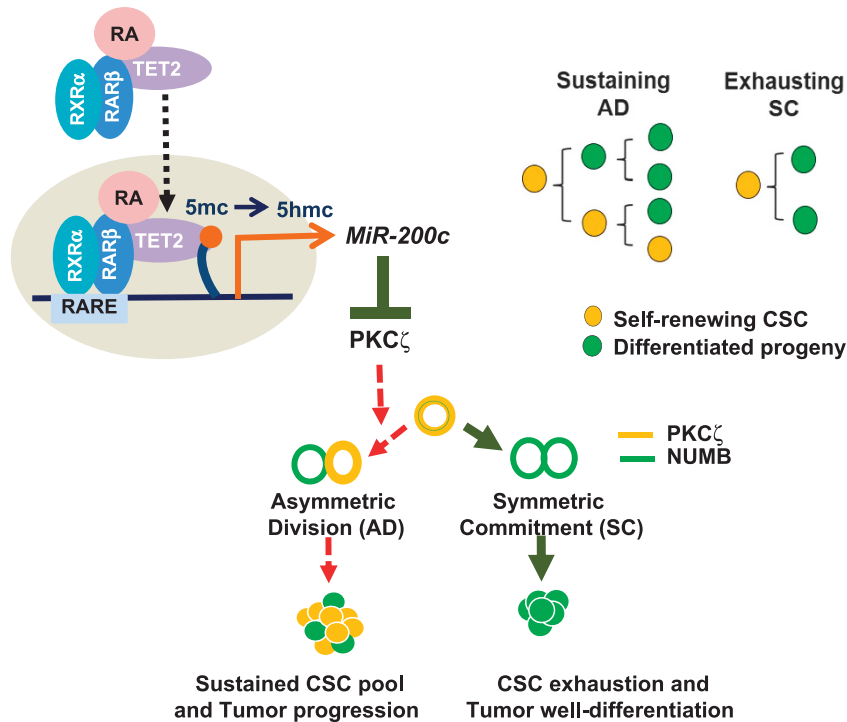 RA
RXRα
RARβ
TET2
RA
RXRα
RARβ
TET2
5mc
5hmc
RARE
MiR-200c
PKCζ
Sustaining
AD
Exhausting
SC
Self-renewing CSC
Differentiated progeny
PKCζ
NUMB
Asymmetric
Division (AD)
Symmetric
Commitment (SC)
Sustained CSC pool
and Tumor progression
CSC exhaustion and
Tumor well-differentiation